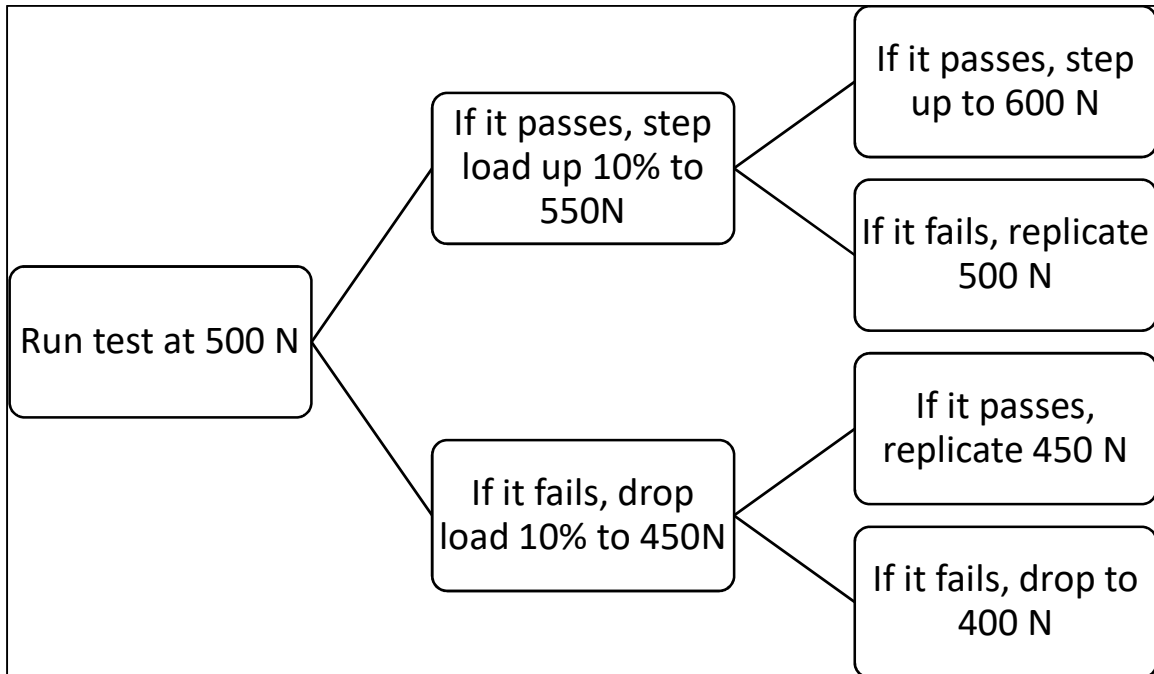 Run test at 500 N
If it passes, step
load up 10% to
550N
If it fails, drop
load 10% to 450N
If it passes, step
up to 600 N
If it fails, replicate
500 N
If it passes,
replicate 450 N
If it fails, drop to
400 N